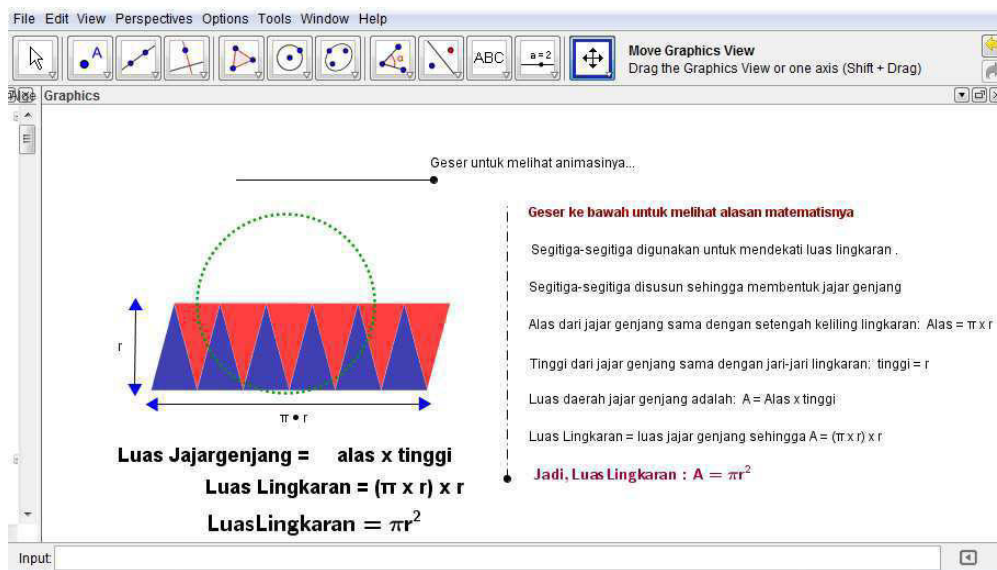 File Edit View Perspectives Options Tools Window Help
A
α
ABC
a = 2
Move Graphics View
Drag the Graphics View or one axis (Shift + Drag)
Graphics
Geser untuk melihat animasinya...
r
π • r
Luas Jajargenjang = alas x tinggi
Luas Lingkaran = (π x r) x r
LuasLingkaran = πr²
Geser ke bawah untuk melihat alasan matematisnya
Segitiga-segitiga digunakan untuk mendekati luas lingkaran .
Segitiga-segitiga disusun sehingga membentuk jajar genjang
Alas dari jajar genjang sama dengan setengah keliling lingkaran: Alas = π x r
Tinggi dari jajar genjang sama dengan jari-jari lingkaran: tinggi = r
Luas daerah jajar genjang adalah: A = Alas x tinggi
Luas Lingkaran = luas jajar genjang sehingga A = (π x r) x r
Jadi, Luas Lingkaran : A = πr²
Input: